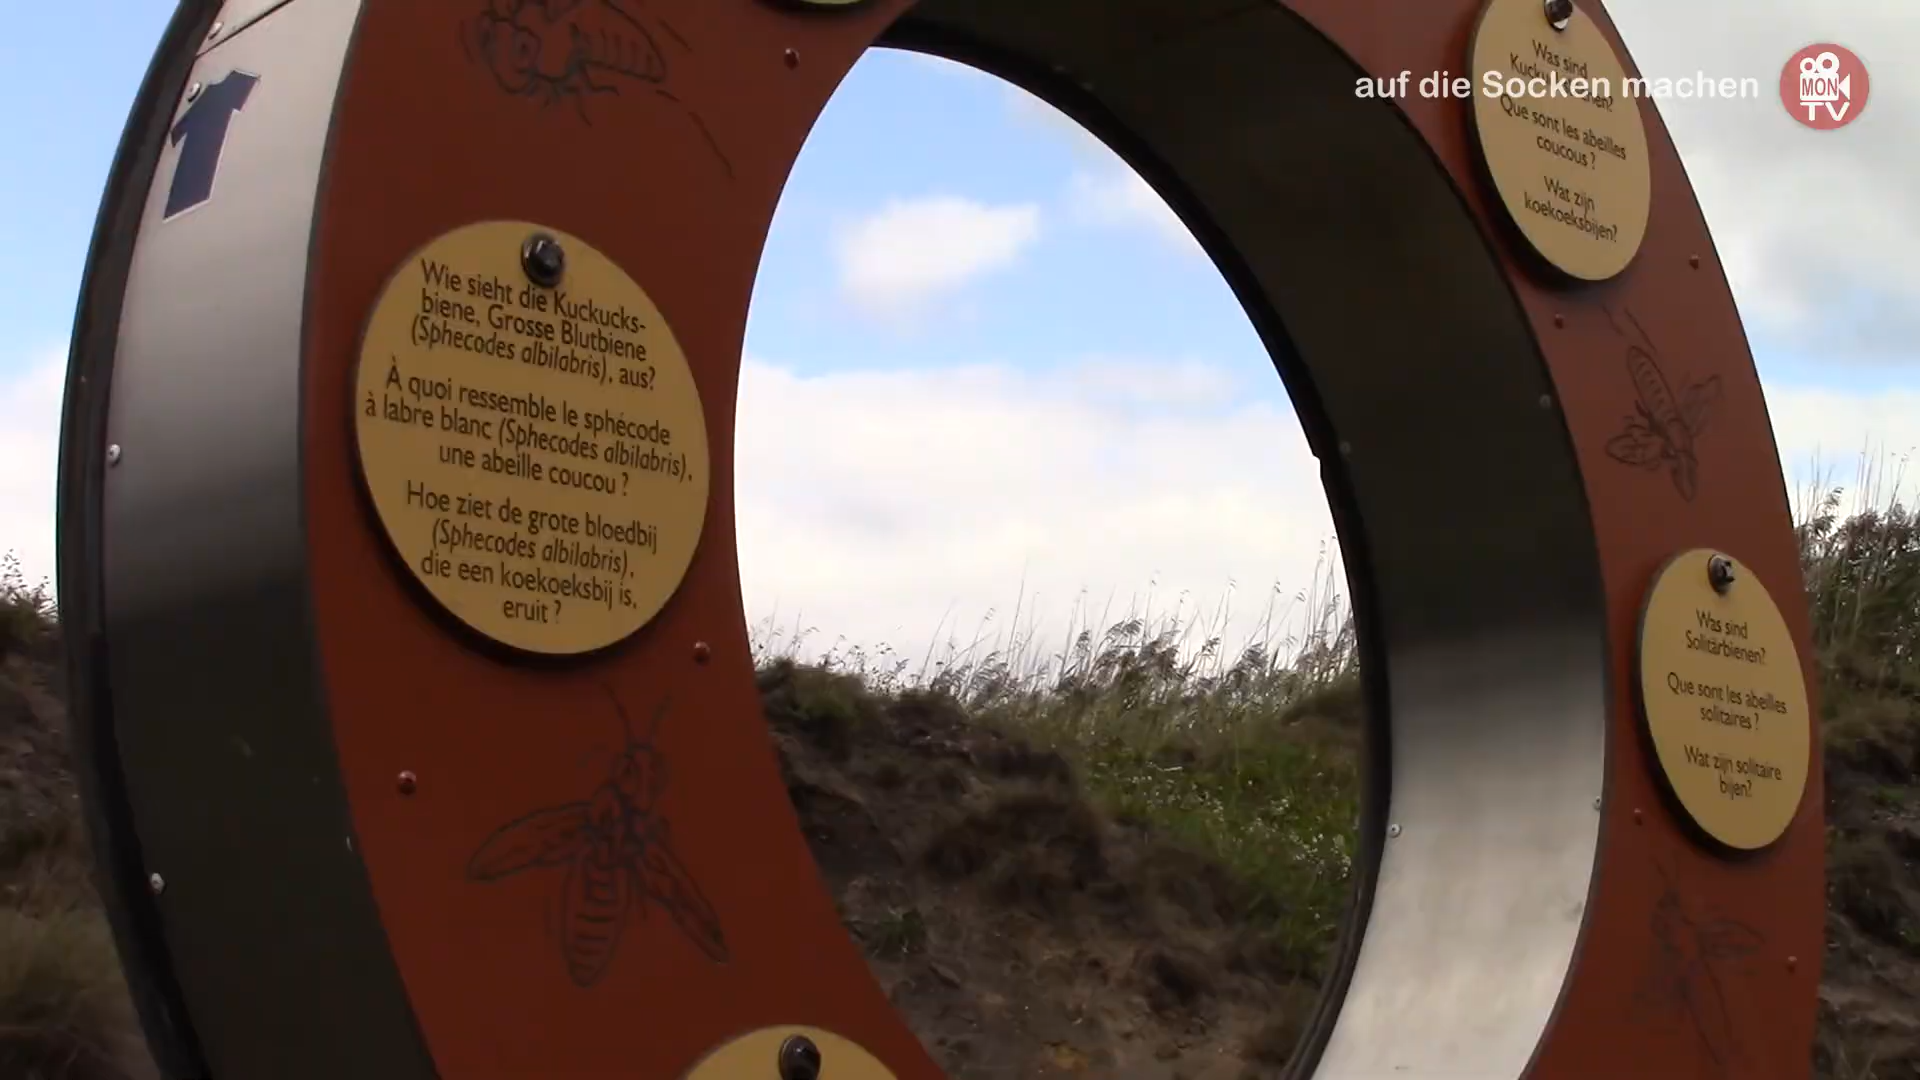 auf die Socken machen
MON
TV
Wie sieht die Kuckucks-
biene, Grosse Blutbiene
(Sphecodes albilabris), aus?
À quoi ressemble le sphécode
à labre blanc (Sphecodes albilabris),
une abeille coucou ?
Hoe ziet de grote bloedbij
(Sphecodes albilabris),
die een koekoeksbij is,
eruit ?
Was sind
Que sont les abeilles
coucous ?
Wat zijn
koekoeksbijen?
Was sind
Solitärbienen?
Que sont les abeilles
solitaires ?
Wat zijn solitaire
bijen?